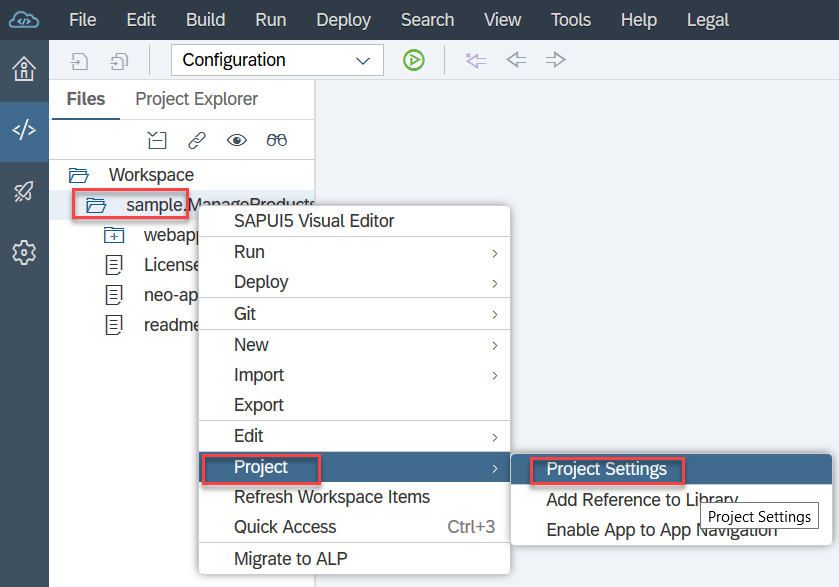 File Edit Build Run Deploy Search View Tools Help Legal
Configuration
Files Project Explorer
Workspace
sample.ManageProducts
webapp
License
neo-ap
readme
SAPUI5 Visual Editor
Run
Deploy
Git
New
Import
Export
Edit
Project
Refresh Workspace Items
Quick Access Ctrl+3
Migrate to ALP
Project Settings
Add Reference to Library
Enable App to App Navigation
Project Settings